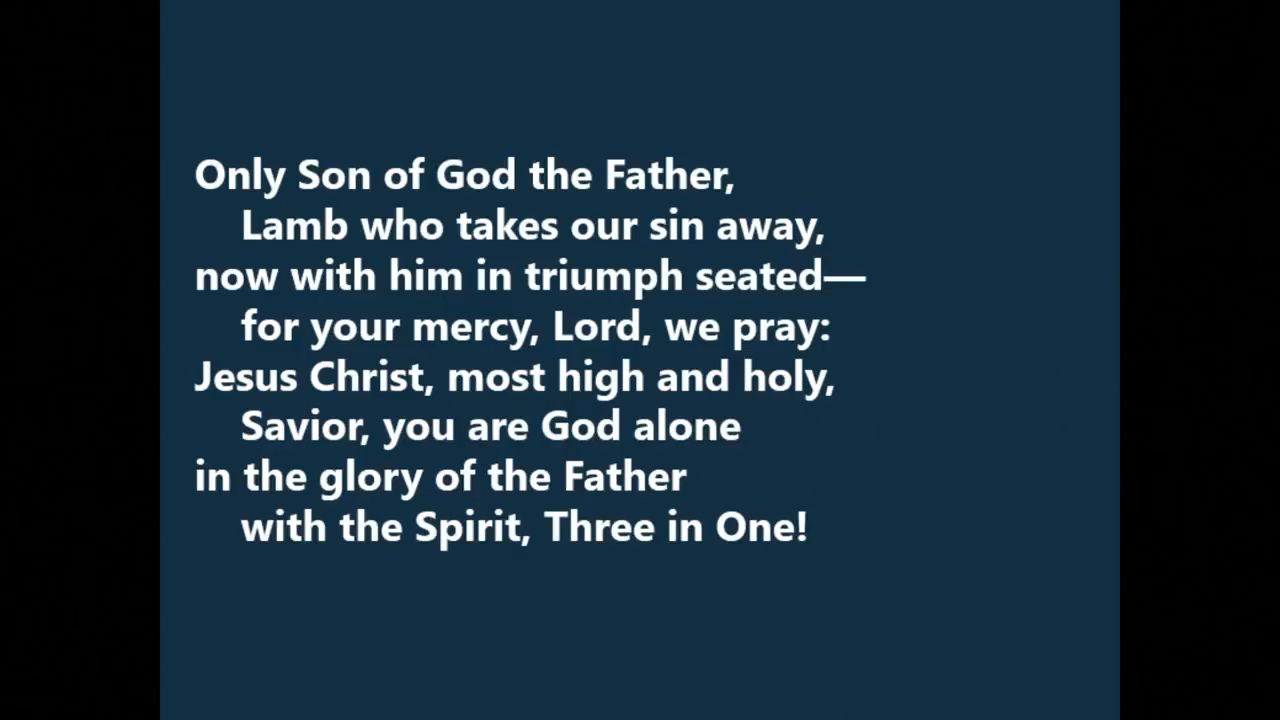 Only Son of God the Father,
Lamb who takes our sin away,
now with him in triumph seated—
for your mercy, Lord, we pray:
Jesus Christ, most high and holy,
Savior, you are God alone
in the glory of the Father
with the Spirit, Three in One!